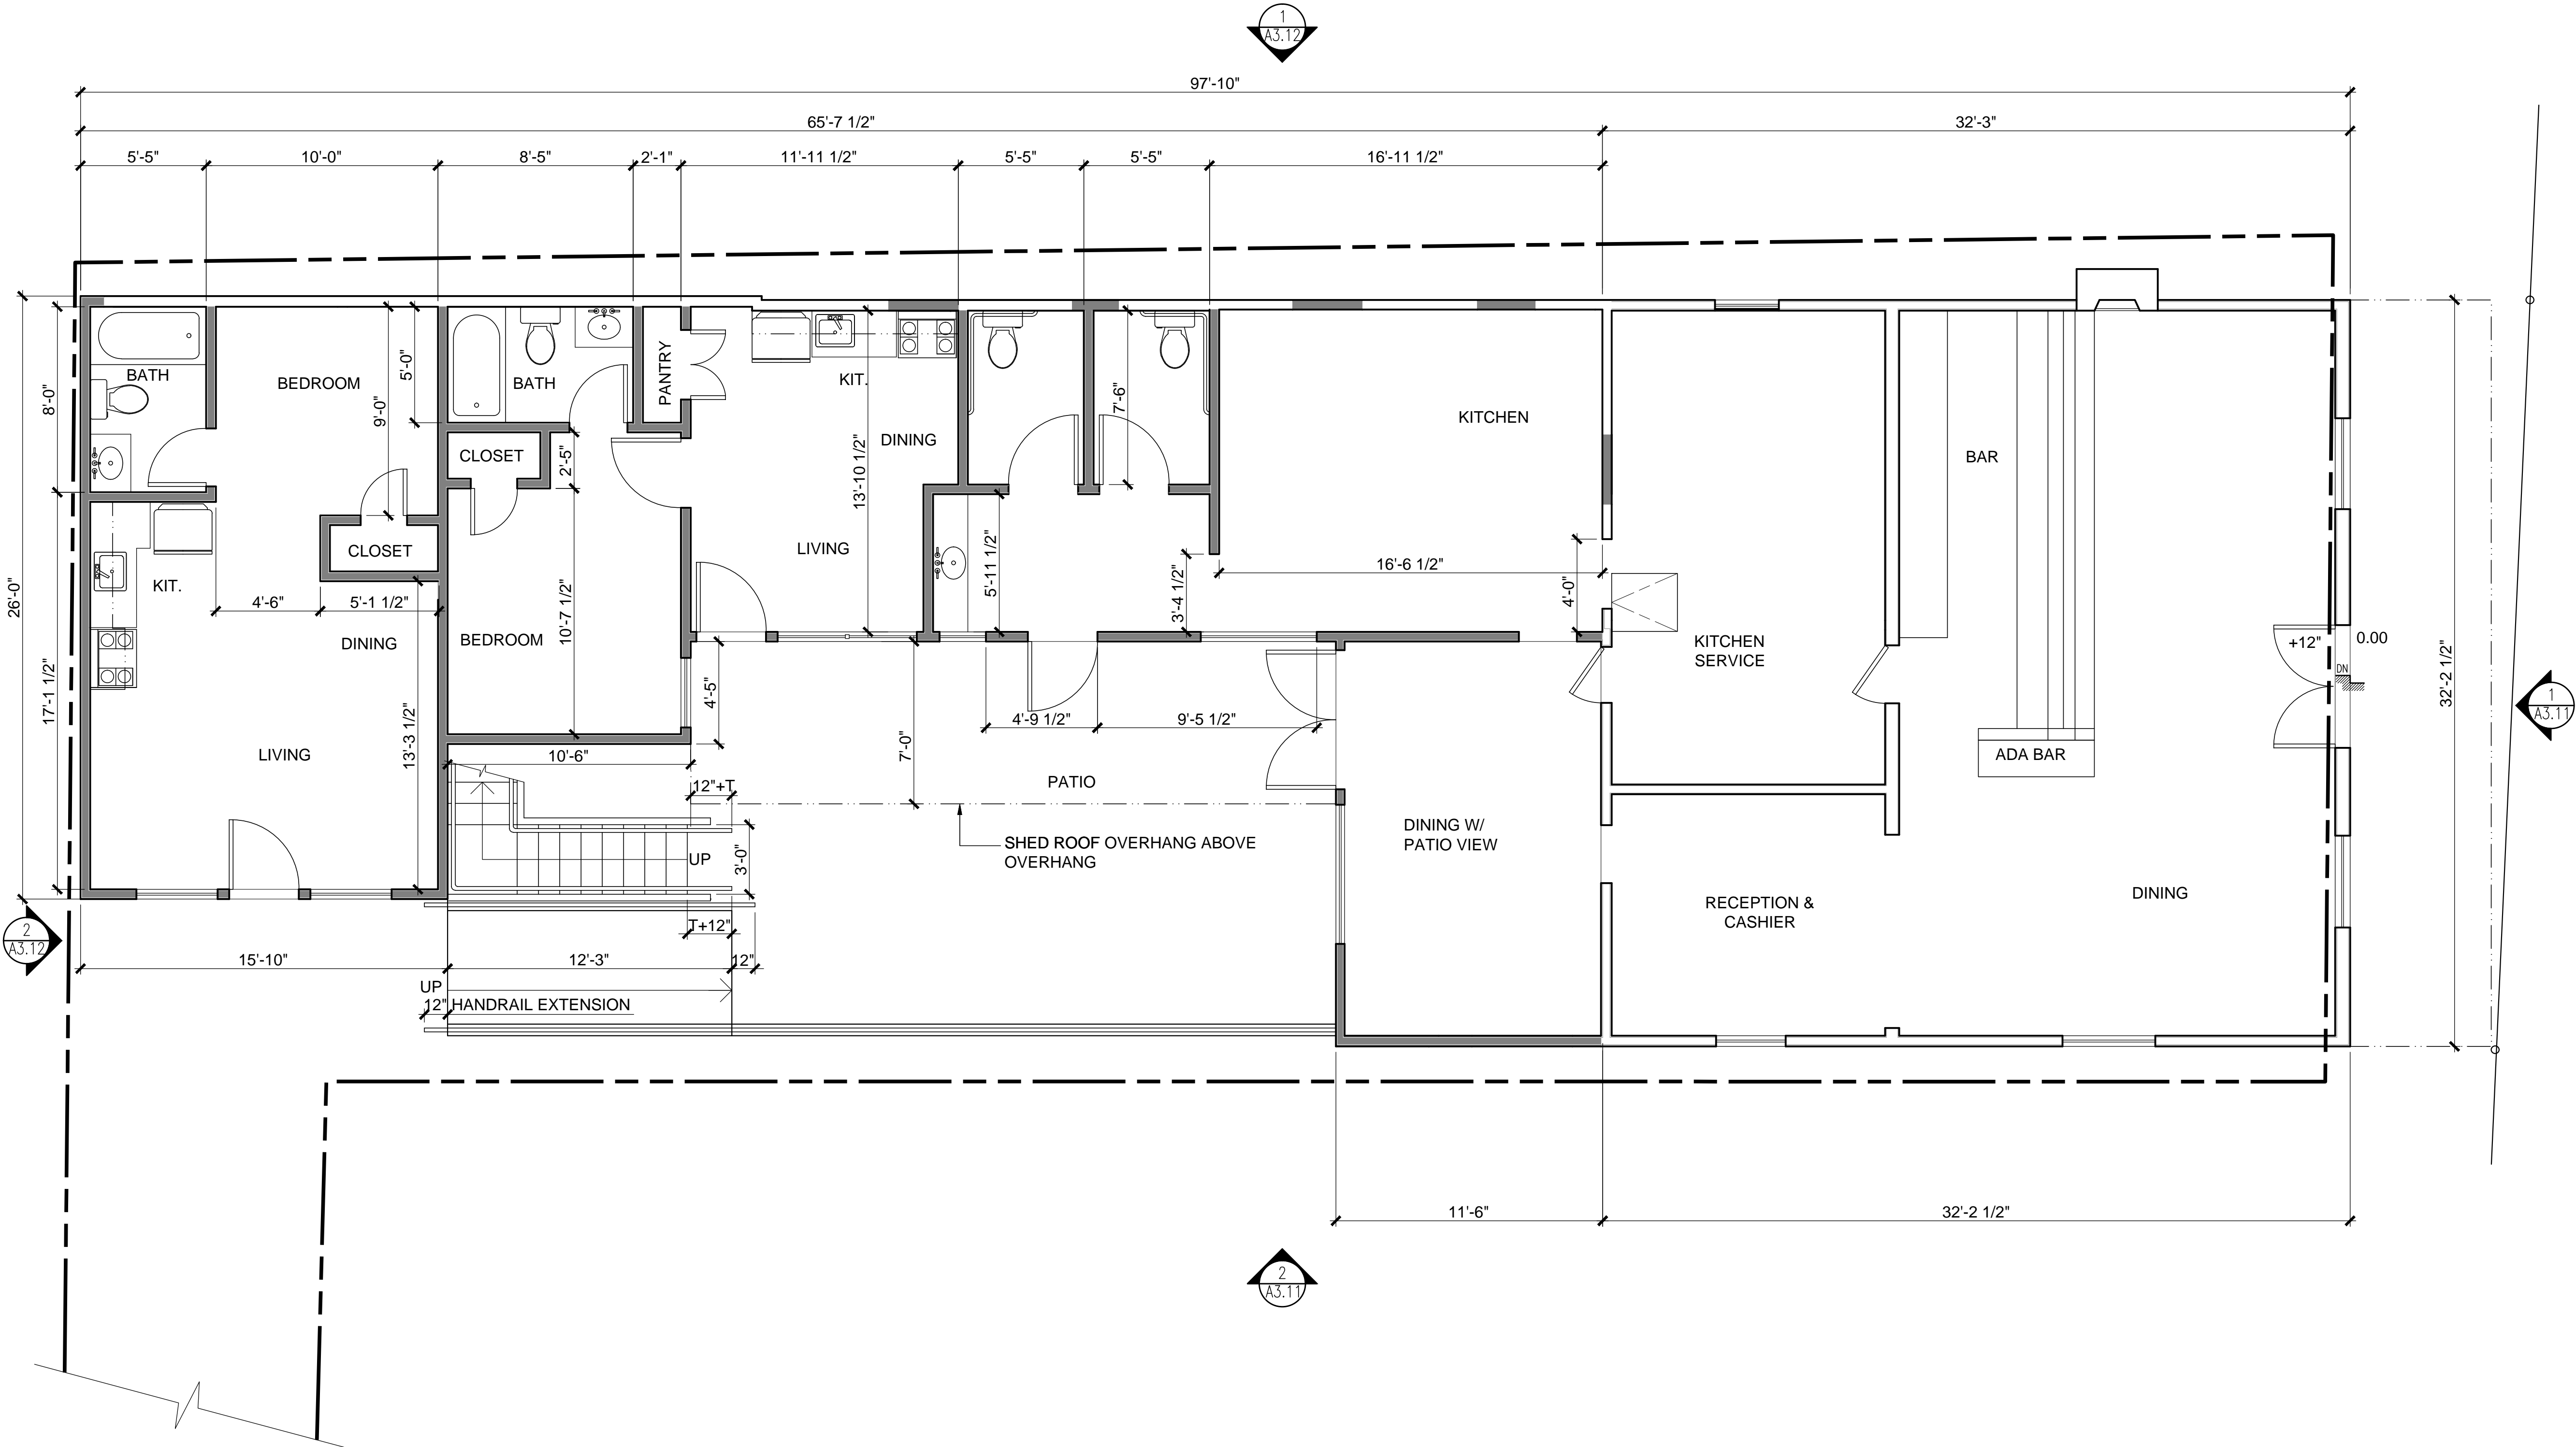 1
A3.12
97'-10"
65'-7 1/2"
32'-3"
5'-5"
10'-0"
8'-5"
2'-1"
11'-11 1/2"
5'-5"
5'-5"
16'-11 1/2"
BATH
BEDROOM
BATH
PANTRY
KIT.
8'-0"
9'-0"
5'-0"
7'-6"
KITCHEN
CLOSET
2'-5"
DINING
13'-10 1/2"
BAR
CLOSET
LIVING
5'-11 1/2"
3'-4 1/2"
16'-6 1/2"
4'-0"
26'-0"
KIT.
4'-6"
5'-1 1/2"
DINING
BEDROOM
10'-7 1/2"
KITCHEN
SERVICE
+12"
0.00
DN
32'-2 1/2"
1
A3.11
17'-1 1/2"
13'-3 1/2"
4'-5"
7'-0"
4'-9 1/2"
9'-5 1/2"
LIVING
10'-6"
12"+T
PATIO
ADA BAR
SHED ROOF OVERHANG ABOVE
OVERHANG
DINING W/
PATIO VIEW
UP
3'-0"
RECEPTION &
CASHIER
DINING
T+12"
2
A3.12
15'-10"
12'-3"
12"
UP
12" HANDRAIL EXTENSION
11'-6"
32'-2 1/2"
2
A3.11